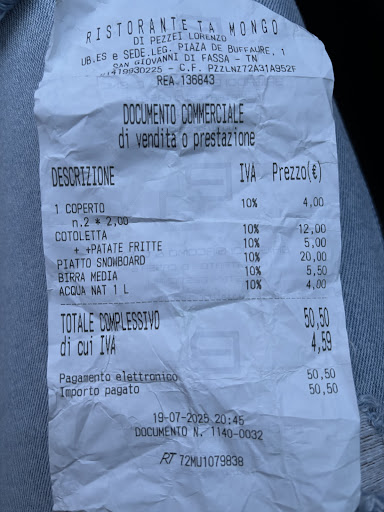 RISTORANTE TA MONGO
DI PEZZEI LORENZO
UB.ES e SEDE.LEG. PIAZA DE BUFFAURE, 1
SAN GIOVANNI DI FASSA - TN
419930225 - C.F. PZZLNZ72A31A952F
REA 136843
DOCUMENTO COMMERCIALE
di vendita o prestazione
DESCRIZIONE IVA Prezzo(€)
1 COPERTO 10% 4,00
n.2 * 2,00
COTOLETTA 10% 12,00
+ +PATATE FRITTE 10% 5,00
PIATTO SNOWBOARD 10% 20,00
BIRRA MEDIA 10% 5,50
ACQUA NAT 1 L 10% 4,00
TOTALE COMPLESSIVO 50,50
di cui IVA 4,59
Pagamento elettronico 50,50
Importo pagato 50,50
19-07-2025 20:45
DOCUMENTO N. 1140-0032
RT 72MU1079838